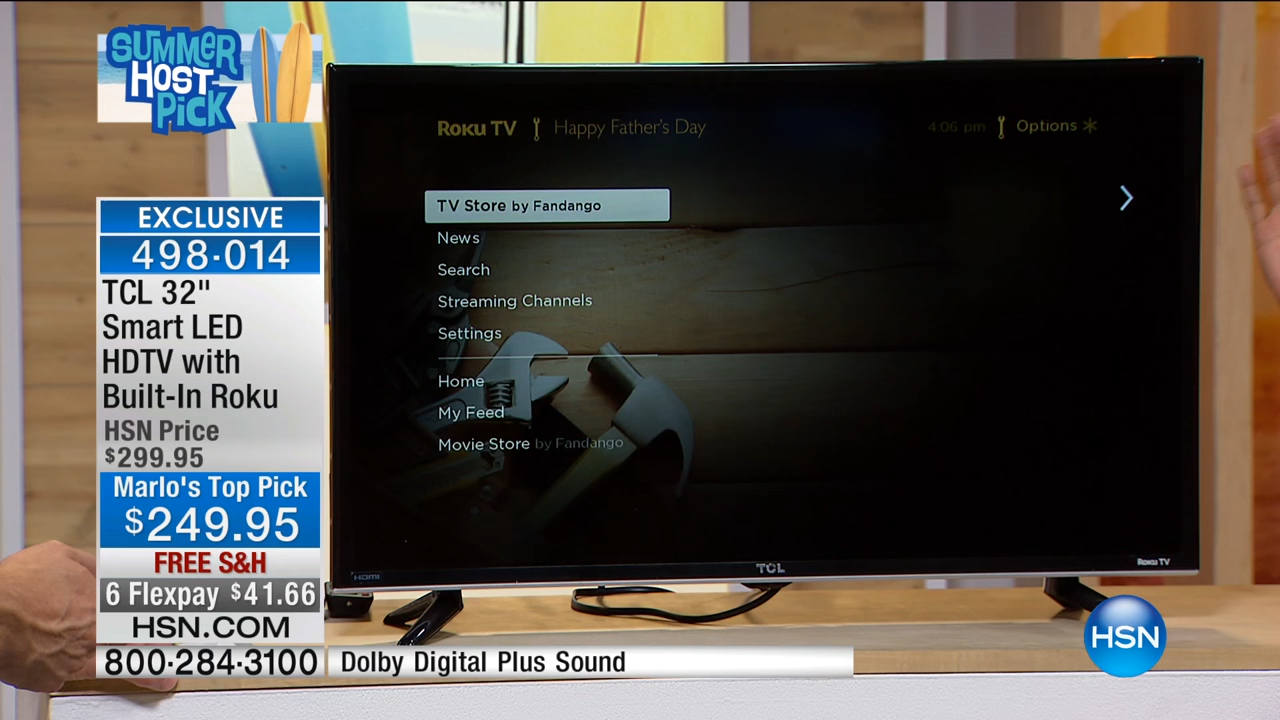 SUMMER
HOST
PICK
EXCLUSIVE
498·014
TCL 32"
Smart LED
HDTV with
Built-In Roku
HSN Price
$299.95
Marlo's Top Pick
$249.95
FREE S&H
6 Flexpay $41.66
HSN.COM
800·284·3100
Dolby Digital Plus Sound
ROKU TV Happy Father's Day
4:06 pm Options *
TV Store by Fandango
News
Search
Streaming Channels
Settings
Home
My Feed
Movie Store by Fandango
HDMI
TCL
ROKU TV
HSN